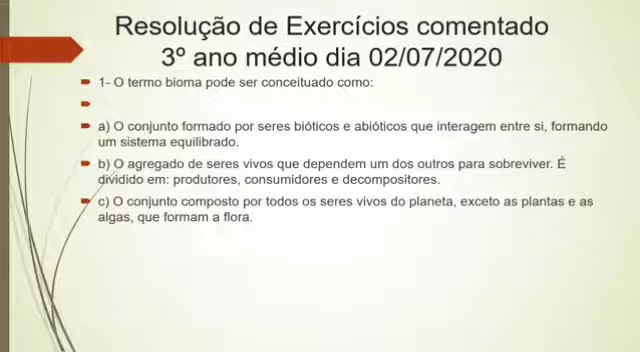 Resolução de Exercícios comentado
3º ano médio dia 02/07/2020
1- O termo bioma pode ser conceituado como:
a) O conjunto formado por seres bióticos e abióticos que interagem entre si, formando
um sistema equilibrado.
b) O agregado de seres vivos que dependem um dos outros para sobreviver. É
dividido em: produtores, consumidores e decompositores.
c) O conjunto composto por todos os seres vivos do planeta, exceto as plantas e as
algas, que formam a flora.